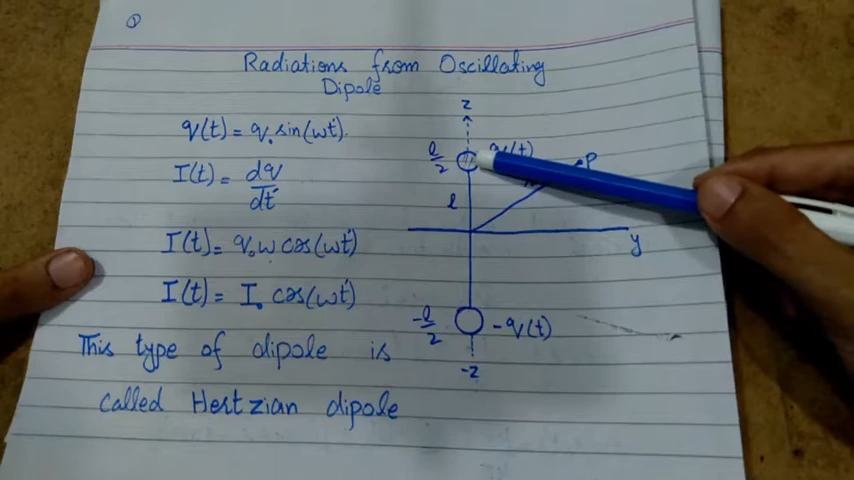 ①
Radiations from Oscillating
Dipole
q(t) = q₀ sin(ωt)
I(t) = dq/dt
I(t) = q₀ω cos(ωt)
I(t) = I₀ cos(ωt)
This type of dipole is
called Hertzian dipole
z
l/2
P
l
y
-l/2
-q(t)
-z